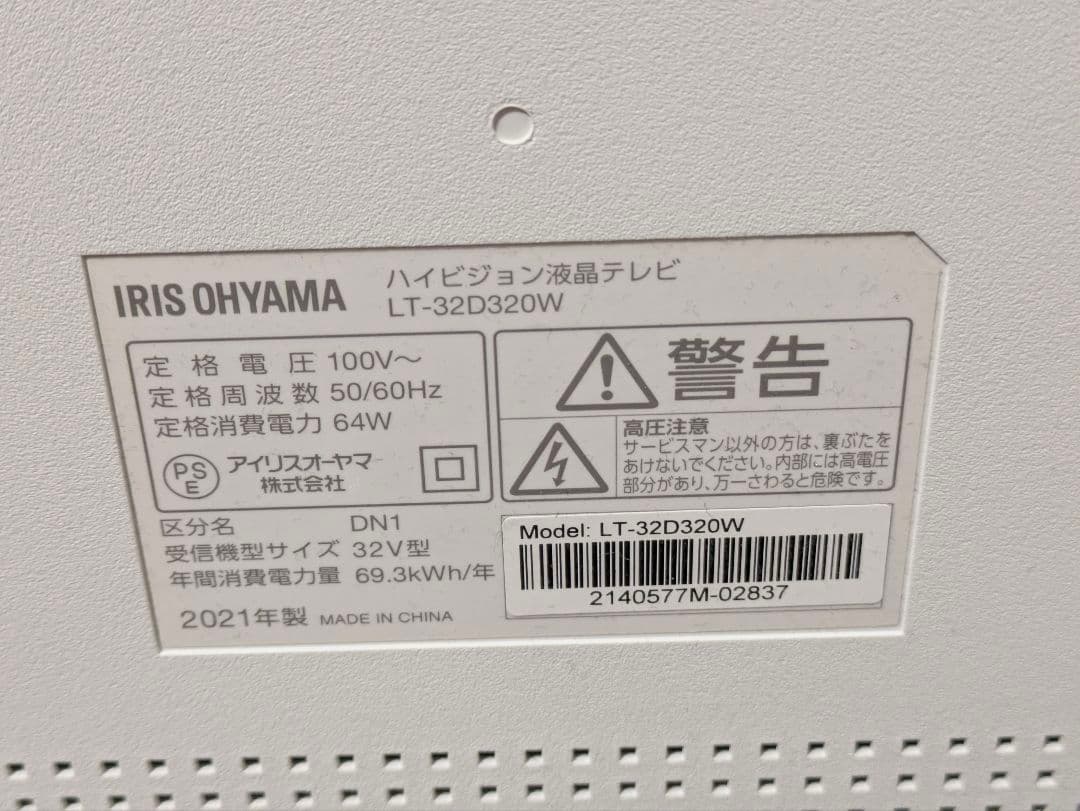 IRIS OHYAMA
ハイビジョン液晶テレビ
LT-32D320W
定格電圧 100V～
定格周波数 50/60Hz
定格消費電力 64W
PS
E
アイリスオーヤマ
株式会社
警告
高圧注意
サービスマン以外の方は、裏ぶたを
あけないでください。内部には高電圧
部分があり、万一さわると危険です。
区分名 DN1
受信機型サイズ 32V型
年間消費電力量 69.3kWh/年
2021年製 MADE IN CHINA
Model: LT-32D320W
2140577M-02837